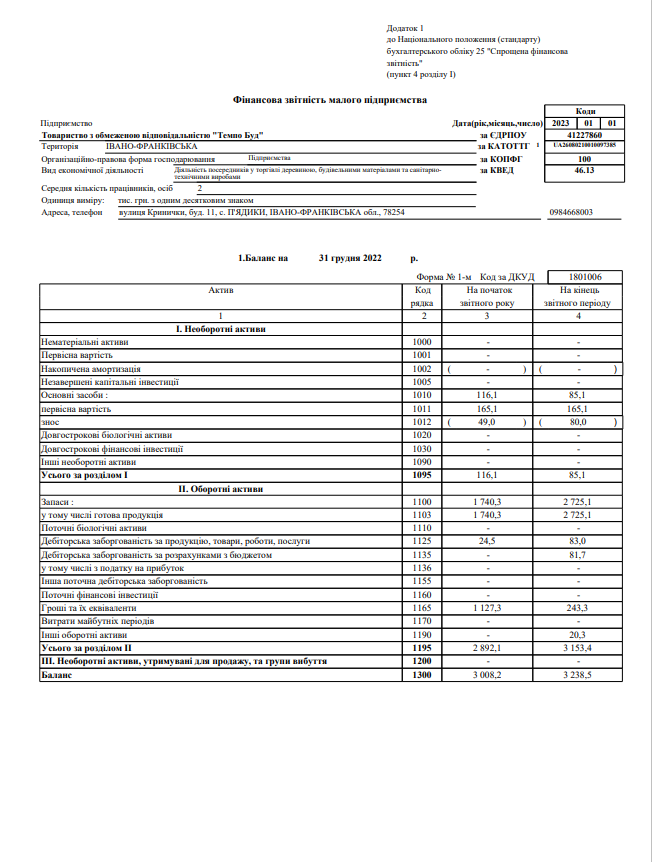 Додаток 1
до Національного положення (стандарту)
бухгалтерського обліку 25 "Спрощена фінансова
звітність"
(пункт 4 розділу I)
Фінансова звітність малого підприємства
Коди
Підприємство Дата(рік,місяць,число) 2023 01 01
Товариство з обмеженою відповідальністю "Темпо Буд" за ЄДРПОУ 41227860
Територія ІВАНО-ФРАНКІВСЬКА за КАТОТТГ 1 UA26080210010097385
Організаційно-правова форма господарювання Підприємства за КОПФГ 100
Вид економічної діяльності Діяльність посередників у торгівлі деревиною, будівельними матеріалами та санітарно-технічними виробами за КВЕД 46.13
Середня кількість працівників, осіб 2
Одиниця виміру: тис. грн. з одним десятковим знаком
Адреса, телефон вулиця Кринички, буд. 11, с. П'ЯДИКИ, ІВАНО-ФРАНКІВСЬКА обл., 78254 0984668003
1.Баланс на 31 грудня 2022 р.
Форма № 1-м Код за ДКУД 1801006
Актив Код рядка На початок звітного року На кінець звітного періоду
1 2 3 4
I. Необоротні активи
Нематеріальні активи 1000 - -
Первісна вартість 1001 - -
Накопичена амортизація 1002 ( - ) ( - )
Незавершені капітальні інвестиції 1005 - -
Основні засоби : 1010 116,1 85,1
первісна вартість 1011 165,1 165,1
знос 1012 ( 49,0 ) ( 80,0 )
Довгострокові біологічні активи 1020 - -
Довгострокові фінансові інвестиції 1030 - -
Інші необоротні активи 1090 - -
Усього за розділом I 1095 116,1 85,1
II. Оборотні активи
Запаси : 1100 1 740,3 2 725,1
у тому числі готова продукція 1103 1 740,3 2 725,1
Поточні біологічні активи 1110 - -
Дебіторська заборгованість за продукцію, товари, роботи, послуги 1125 24,5 83,0
Дебіторська заборгованість за розрахунками з бюджетом 1135 - 81,7
у тому числі з податку на прибуток 1136 - -
Інша поточна дебіторська заборгованість 1155 - -
Поточні фінансові інвестиції 1160 - -
Гроші та їх еквіваленти 1165 1 127,3 243,3
Витрати майбутніх періодів 1170 - -
Інші оборотні активи 1190 - 20,3
Усього за розділом II 1195 2 892,1 3 153,4
III. Необоротні активи, утримувані для продажу, та групи вибуття 1200 - -
Баланс 1300 3 008,2 3 238,5